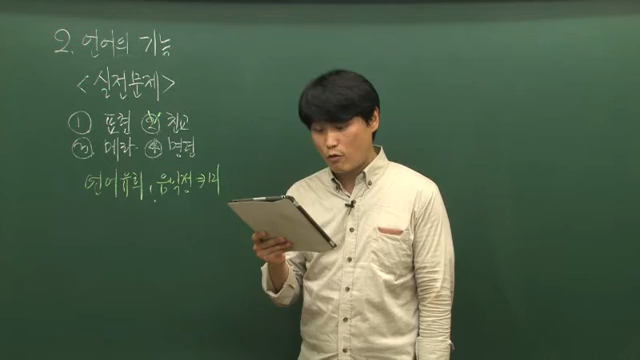 2. 언어의 기능
<실전문제>
① 표현 ② 친교
③ 명령
언어유희, 음악적